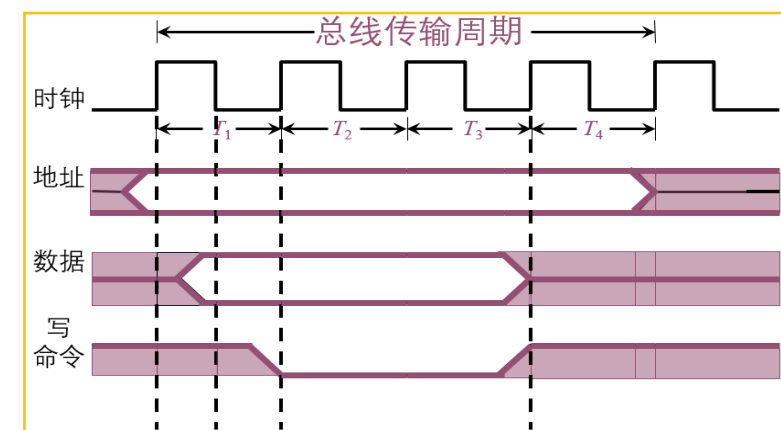 总线传输周期
时钟
T₁ T₂ T₃ T₄
地址
数据
写
命令